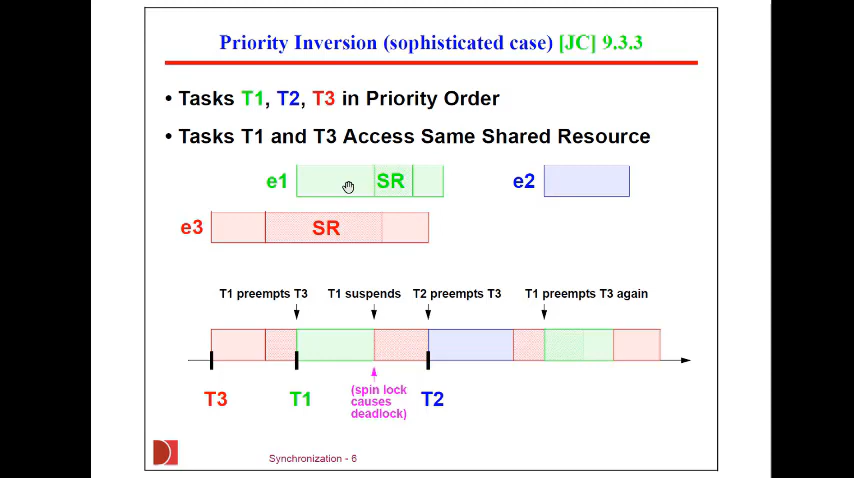 Priority Inversion (sophisticated case) [JC] 9.3.3
• Tasks T1, T2, T3 in Priority Order
• Tasks T1 and T3 Access Same Shared Resource
e1 SR e2
e3 SR
T1 preempts T3 T1 suspends T2 preempts T3 T1 preempts T3 again
T3 T1 T2
(spin lock
causes
deadlock)
Synchronization - 6